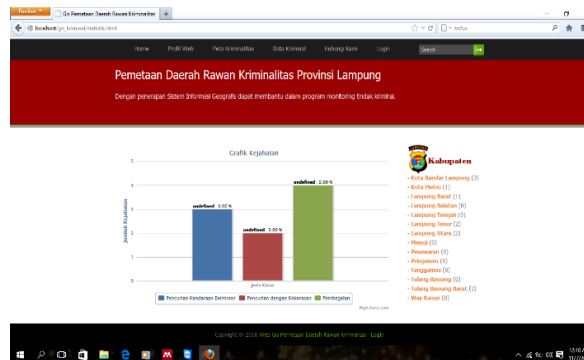 Firefox
Gis Pemetaan Daerah Rawan Kriminalitas
localhost/gis_kriminal/statistik.html
Home Profil Web Peta Kriminalitas Data Kriminal Hubungi Kami Login
Search
Pemetaan Daerah Rawan Kriminalitas Provinsi Lampung
Dengan penerapan Sistem Informasi Geografis dapat membantu dalam program monitoring tindak kriminal.
Grafik Kejahatan
Jumlah Kejahatan
5
4
3
2
1
0
undefined 0.00 %
undefined 0.00 %
undefined 0.00 %
Jenis Kasus
Pencurian Kendaraan Bermotor Pencurian dengan Kekerasan Pembegalan
Highcharts.com
LAMPUNG
Kabupaten
- Kota Bandar Lampung (3)
- Kota Metro (1)
- Lampung Barat (1)
- Lampung Selatan (8)
- Lampung Tengah (5)
- Lampung Timur (2)
- Lampung Utara (2)
- Mesuji (0)
- Pesawaran (0)
- Pringsewu (0)
- Tanggamus (0)
- Tulang Bawang (0)
- Tulang Bawang Barat (0)
- Way Kanan (0)
Copyright © 2016 Web Gis Pemetaan Daerah Rawan Kriminalitas - Login